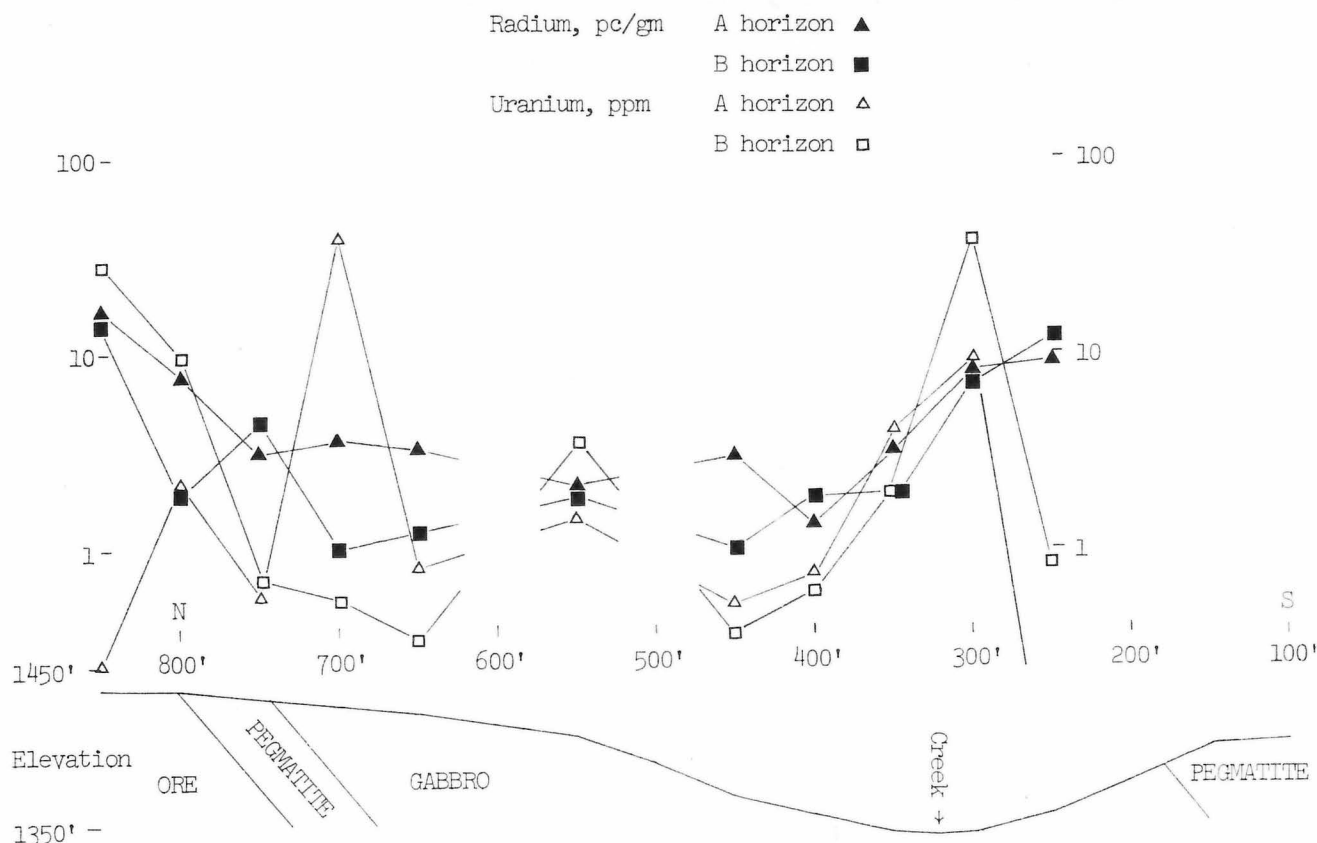 Radium, pc/gm A horizon ▲
B horizon ■
Uranium, ppm A horizon △
B horizon □
100 100
10 10
1 1
N S
800' 700' 600' 500' 400' 300' 200' 100'
1450'
Elevation
ORE PEGMATITE GABBRO Creek PEGMATITE
1350'